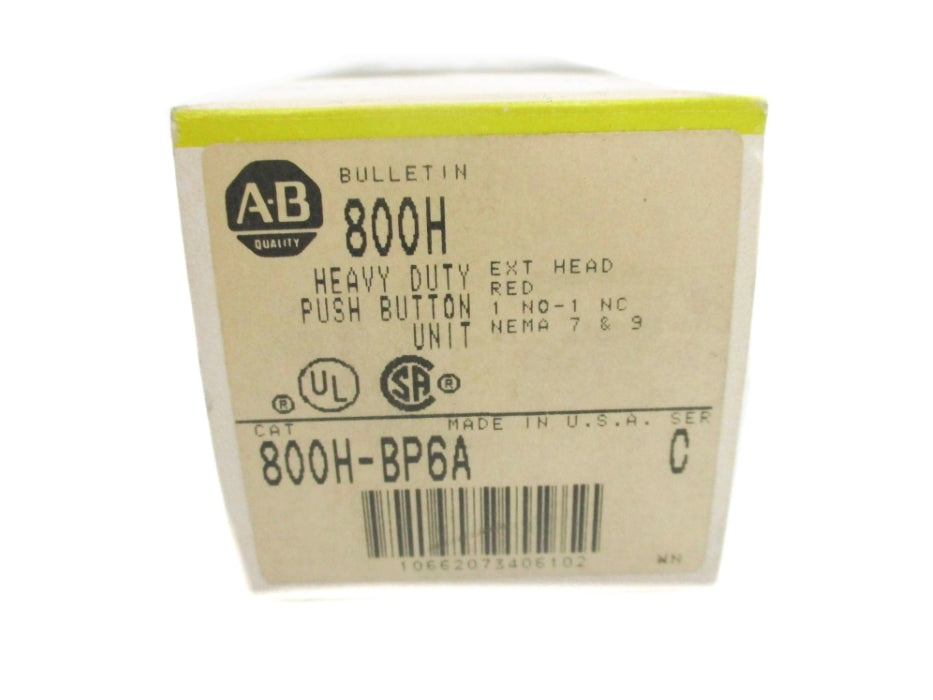 A·B
QUALITY
BULLETIN
800H
HEAVY DUTY
PUSH BUTTON
UNIT
EXT HEAD
RED
1 NO-1 NC
NEMA 7 & 9
® UL SA ®
CAT
MADE IN U.S.A. SER
800H-BP6A C
10662073406102
WN